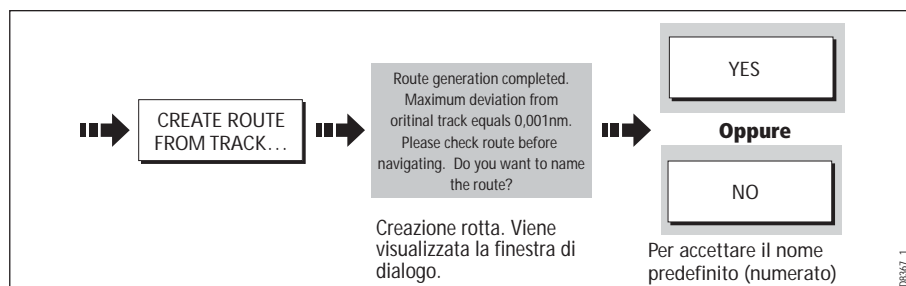 CREATE ROUTE
FROM TRACK...
Route generation completed.
Maximum deviation from
oritinal track equals 0,001nm.
Please check route before
navigating. Do you want to name
the route?
Creazione rotta. Viene
visualizzata la finestra di
dialogo.
YES
Oppure
NO
Per accettare il nome
predefinito (numerato)
D8367_1